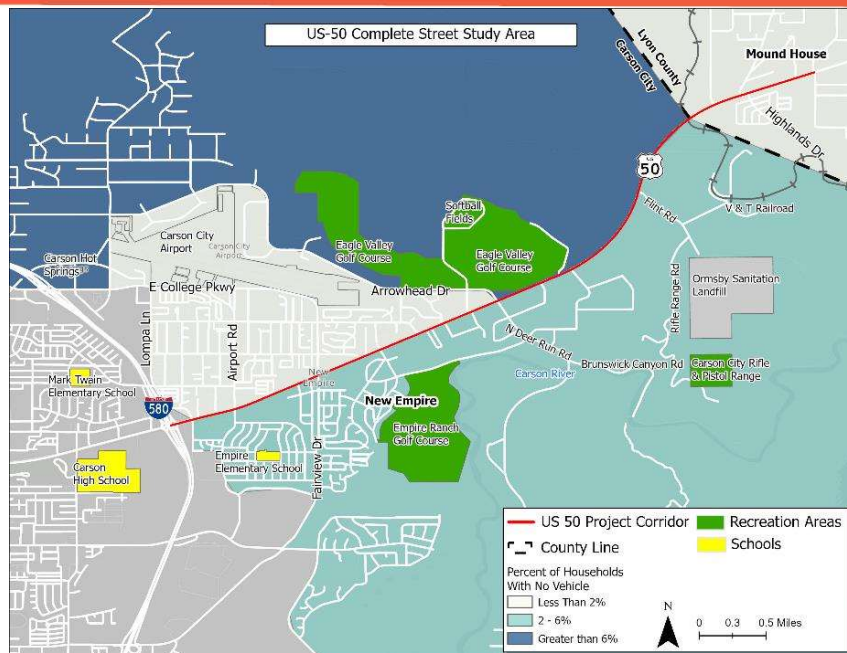 US-50 Complete Street Study Area
Lyon County
Carson City
Mound House
Highlands Dr
US
50
Softball
Fields
Flint Rd
V & T Railroad
Carson City
Airport
Carson City
Airport
Eagle Valley
Golf Course
Eagle Valley
Golf Course
Carson Hot
Springs
E College Pkwy
Arrowhead Dr
Ormsby Sanitation
Landfill
Rifle Range Rd
Lompa Ln
Airport Rd
N Deer Run Rd
Brunswick Canyon Rd
Carson City Rifle
& Pistol Range
Carson River
New
Empire
Mark Twain
Elementary School
580
New Empire
Empire Ranch
Golf Course
Fairview Dr
Empire
Elementary School
Carson
High School
US 50 Project Corridor
Recreation Areas
County Line
Schools
Percent of Households
With No Vehicle
Less Than 2%
2 - 6%
Greater than 6%
N
0 0.3 0.5 Miles